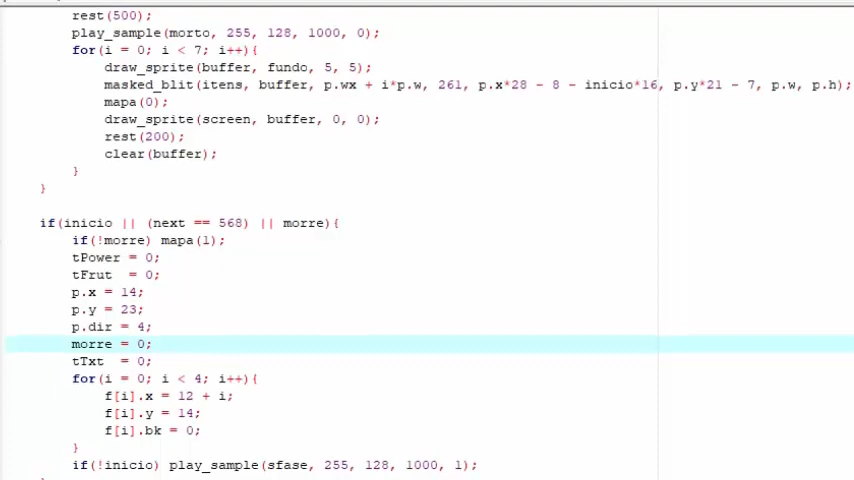 rest(500);
play_sample(morto, 255, 128, 1000, 0);
for(i = 0; i < 7; i++){
draw_sprite(buffer, fundo, 5, 5);
masked_blit(itens, buffer, p.wx + i*p.w, 261, p.x*28 - 8 - inicio*16, p.y*21 - 7, p.w, p.h);
mapa(0);
draw_sprite(screen, buffer, 0, 0);
rest(200);
clear(buffer);
}
}
if(inicio || (next == 568) || morre){
if(!morre) mapa(1);
tPower = 0;
tFrut  = 0;
p.x = 14;
p.y = 23;
p.dir = 4;
morre = 0;
tTxt  = 0;
for(i = 0; i < 4; i++){
f[i].x = 12 + i;
f[i].y = 14;
f[i].bk = 0;
}
if(!inicio) play_sample(sfase, 255, 128, 1000, 1);